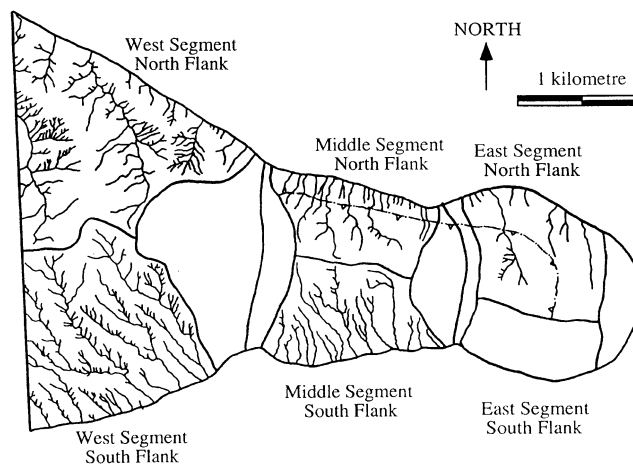 West Segment
North Flank
NORTH
1 kilometre
Middle Segment
North Flank
East Segment
North Flank
Middle Segment
South Flank
East Segment
South Flank
West Segment
South Flank